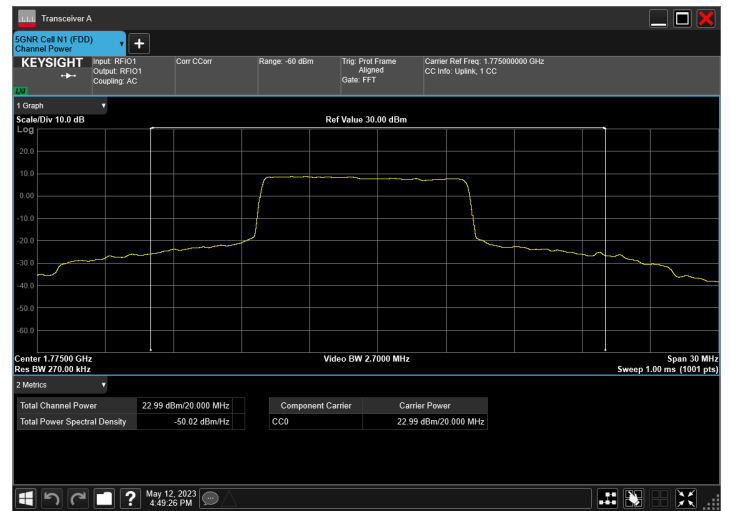 Transceiver A
5GNR Cell N1 (FDD)
Channel Power
KEYSIGHT
Input: RFIO1
Output: RFIO1
Coupling: AC
Corr CCorr
Range: -60 dBm
Trig: Prot Frame
Aligned
Gate: FFT
Carrier Ref Freq: 1.775000000 GHz
CC Info: Uplink, 1 CC
LXI
1 Graph
Scale/Div 10.0 dB
Ref Value 30.00 dBm
Log
20.0
10.0
0.00
-10.0
-20.0
-30.0
-40.0
-50.0
-60.0
Center 1.77500 GHz
Video BW 2.7000 MHz
Span 30 MHz
Res BW 270.00 kHz
Sweep 1.00 ms (1001 pts)
2 Metrics
Total Channel Power 22.99 dBm/20.000 MHz
Total Power Spectral Density -50.02 dBm/Hz
Component Carrier Carrier Power
CC0 22.99 dBm/20.000 MHz
?
May 12, 2023
4:49:26 PM